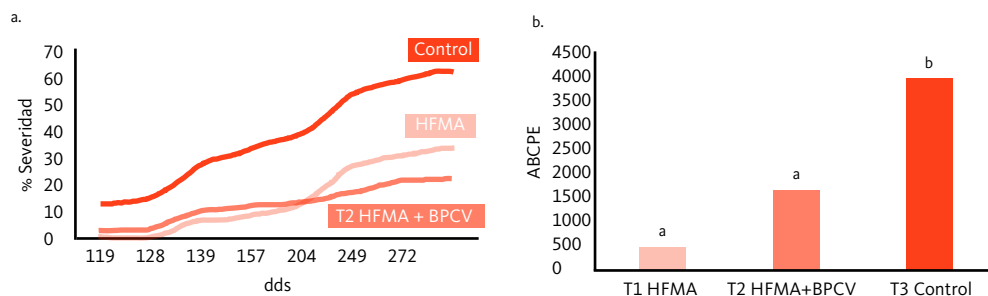 a.
% Severidad
70
60
50
40
30
20
10
0
Control
HFMA
T2 HFMA + BPCV
119 128 139 157 204 249 272
dds
b.
ABCPE
4500
4000
3500
3000
2500
2000
1500
1000
500
0
a
a
b
T1 HFMA T2 HFMA+BPCV T3 Control